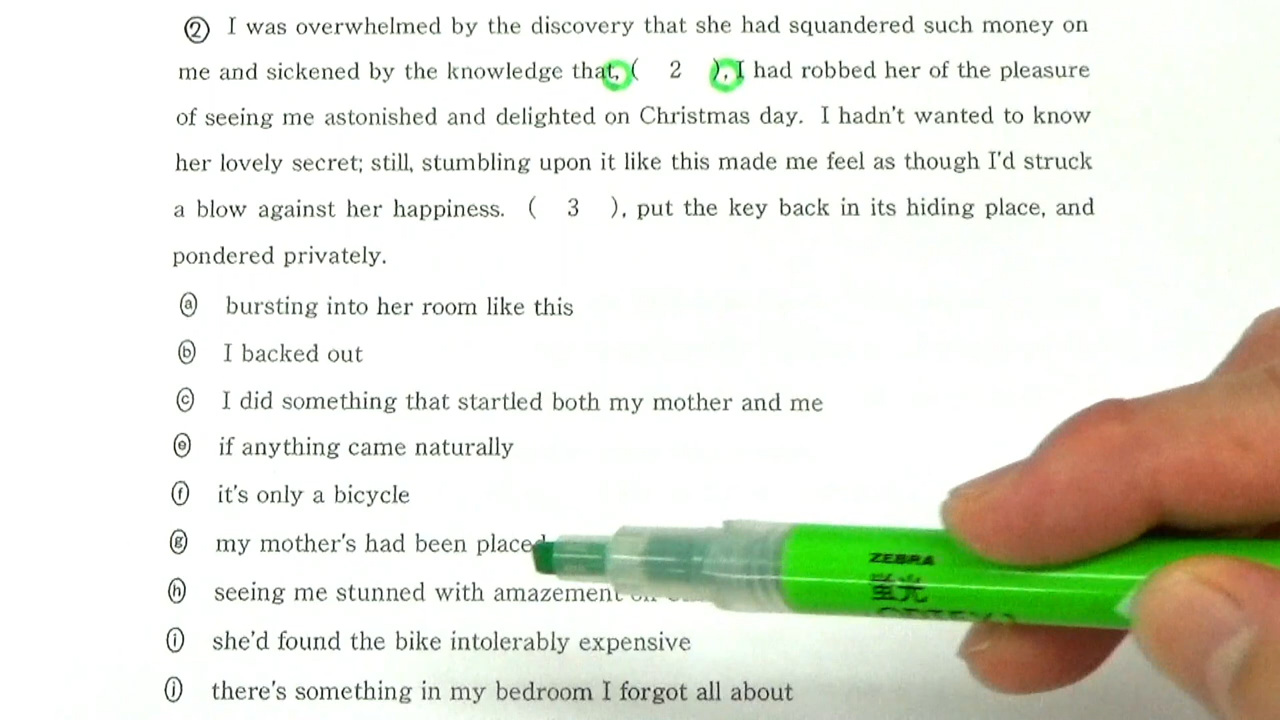 ② I was overwhelmed by the discovery that she had squandered such money on
me and sickened by the knowledge that, ( 2 ), I had robbed her of the pleasure
of seeing me astonished and delighted on Christmas day. I hadn't wanted to know
her lovely secret; still, stumbling upon it like this made me feel as though I'd struck
a blow against her happiness. ( 3 ), put the key back in its hiding place, and
pondered privately.
ⓐ bursting into her room like this
ⓑ I backed out
ⓒ I did something that startled both my mother and me
ⓔ if anything came naturally
ⓕ it's only a bicycle
ⓖ my mother's had been placed
ⓗ seeing me stunned with amazement on
ⓘ she'd found the bike intolerably expensive
ⓙ there's something in my bedroom I forgot all about
ZEBRA
蛍光